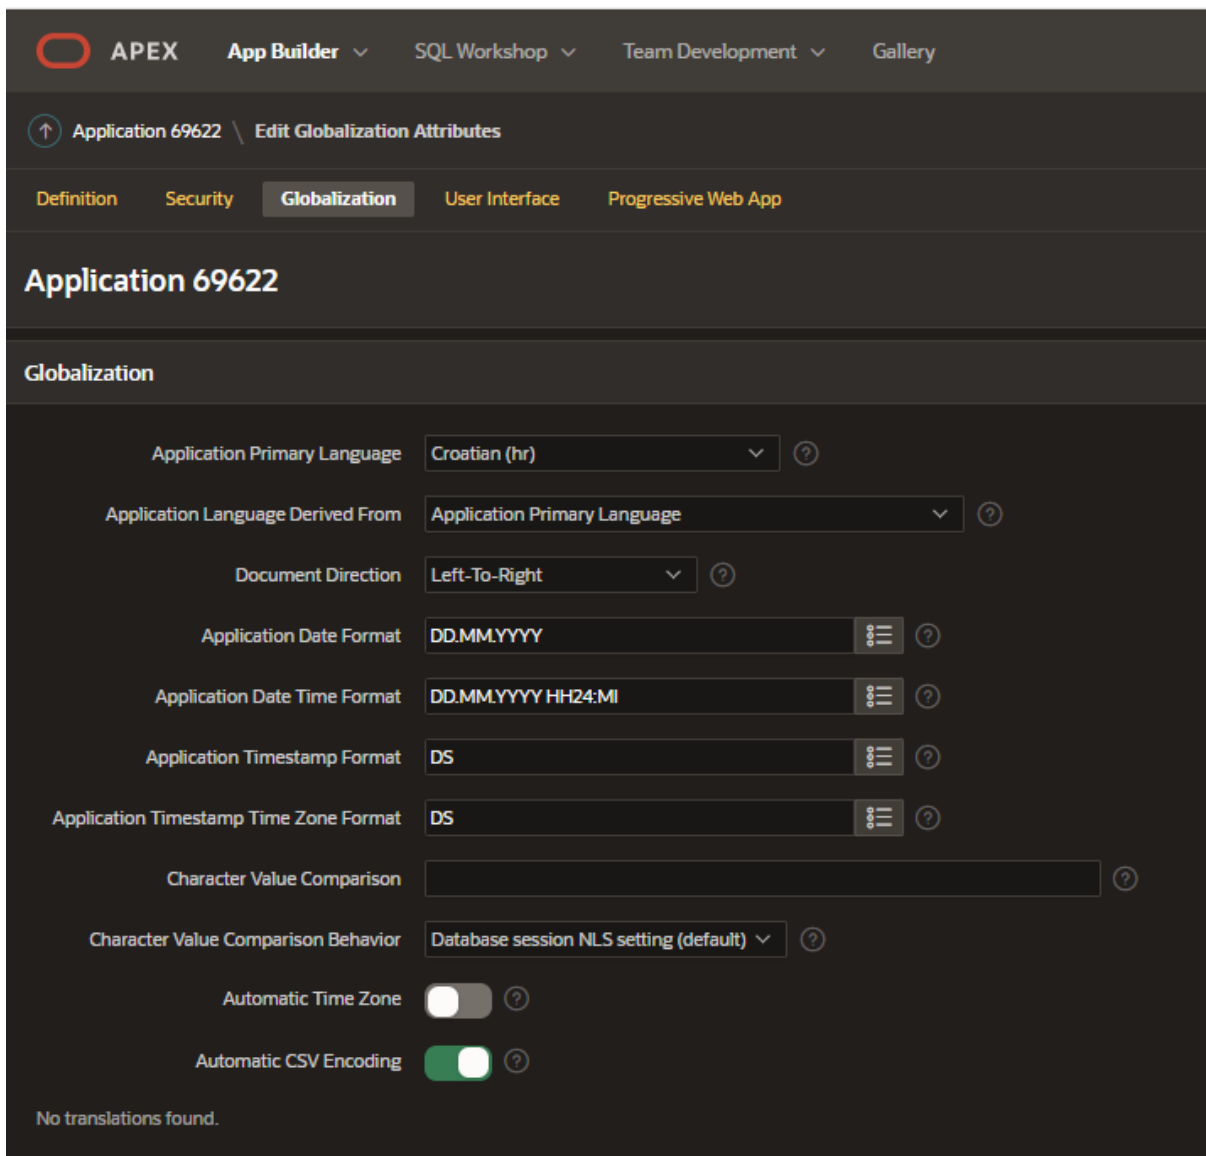 APEX App Builder SQL Workshop Team Development Gallery
Application 69622 \ Edit Globalization Attributes
Definition Security Globalization User Interface Progressive Web App
Application 69622
Globalization
Application Primary Language Croatian (hr)
Application Language Derived From Application Primary Language
Document Direction Left-To-Right
Application Date Format DD.MM.YYYY
Application Date Time Format DD.MM.YYYY HH24:MI
Application Timestamp Format DS
Application Timestamp Time Zone Format DS
Character Value Comparison
Character Value Comparison Behavior Database session NLS setting (default)
Automatic Time Zone
Automatic CSV Encoding
No translations found.